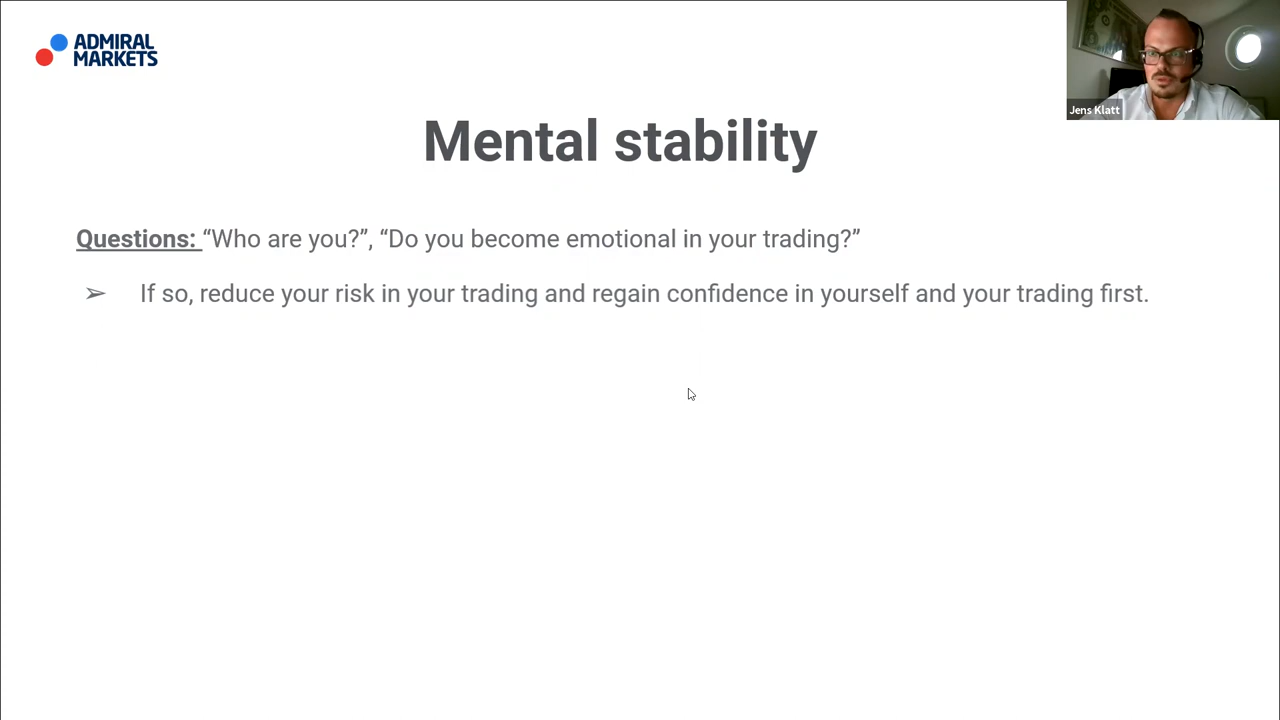 ADMIRAL
MARKETS
Jens Klatt
Mental stability
Questions: “Who are you?”, “Do you become emotional in your trading?”
➢ If so, reduce your risk in your trading and regain confidence in yourself and your trading first.